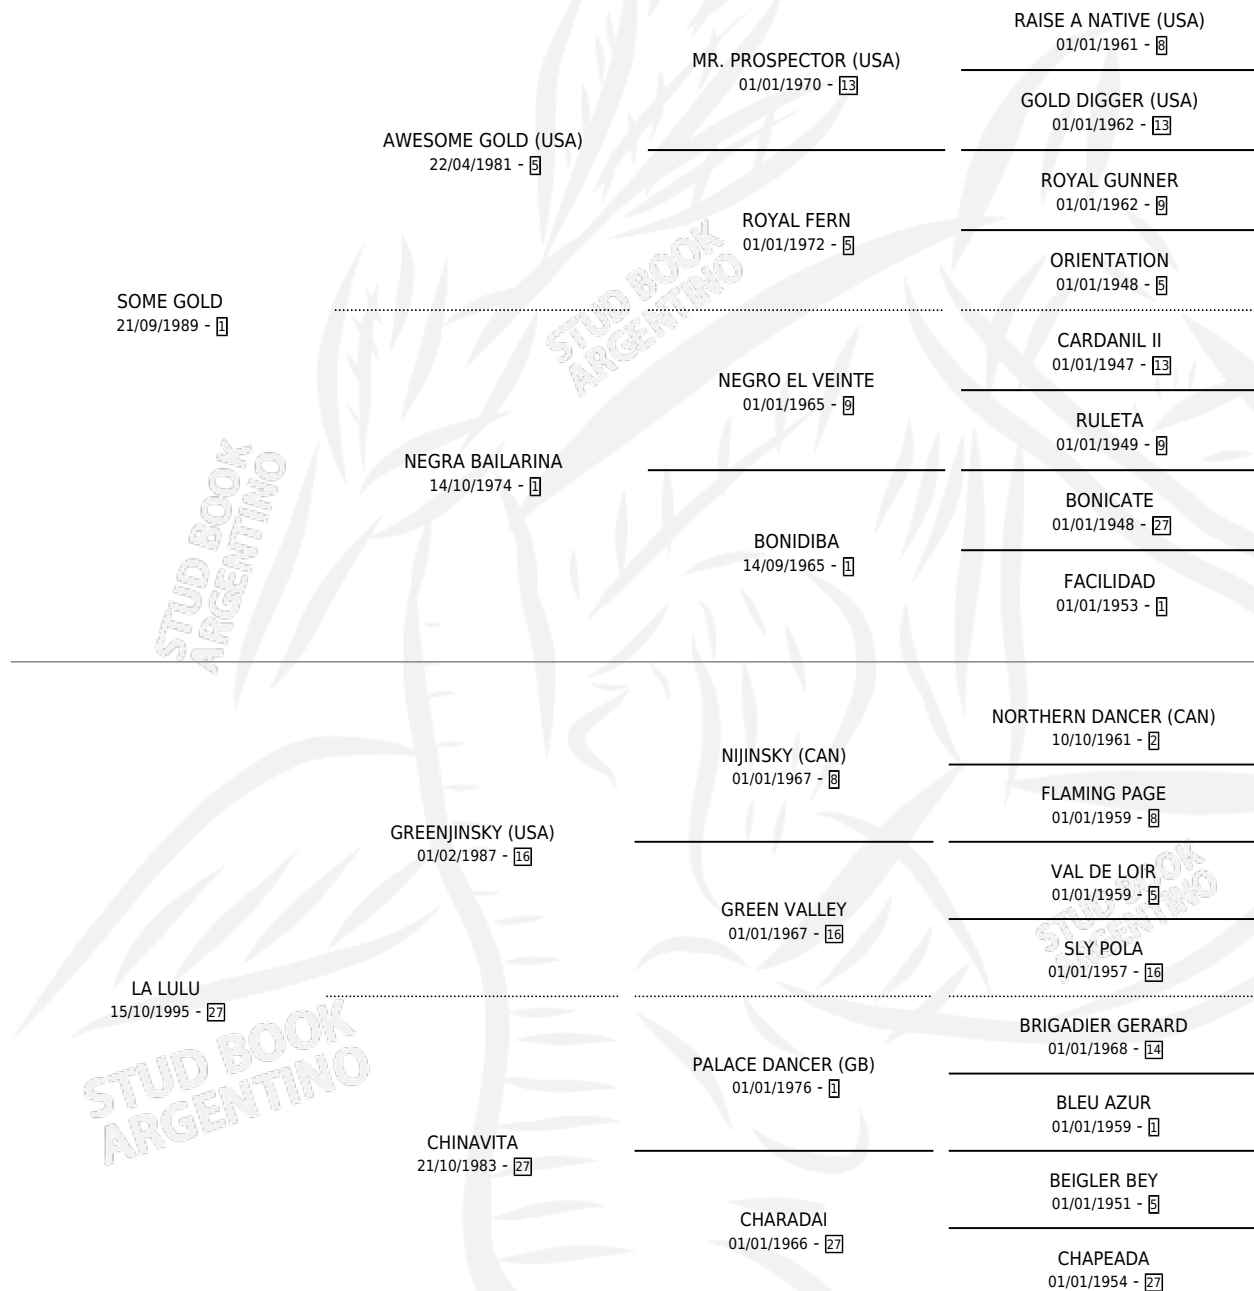 RAISE A NATIVE (USA)
01/01/1961 - 8
MR. PROSPECTOR (USA)
01/01/1970 - 13
GOLD DIGGER (USA)
01/01/1962 - 13
AWESOME GOLD (USA)
22/04/1981 - 5
ROYAL GUNNER
01/01/1962 - 9
ROYAL FERN
01/01/1972 - 5
ORIENTATION
01/01/1948 - 5
SOME GOLD
21/09/1989 - 1
CARDANIL II
01/01/1947 - 13
NEGRO EL VEINTE
01/01/1965 - 9
RULETA
01/01/1949 - 9
NEGRA BAILARINA
14/10/1974 - 1
BONICATE
01/01/1948 - 27
BONIDIBA
14/09/1965 - 1
FACILIDAD
01/01/1953 - 1
STUD BOOK
ARGENTINO
STUD BOOK
ARGENTINO
NORTHERN DANCER (CAN)
10/10/1961 - 2
NIJINSKY (CAN)
01/01/1967 - 8
FLAMING PAGE
01/01/1959 - 8
GREENJINSKY (USA)
01/02/1987 - 16
VAL DE LOIR
01/01/1959 - 5
GREEN VALLEY
01/01/1967 - 16
SLY POLA
01/01/1957 - 16
LA LULU
15/10/1995 - 27
BRIGADIER GERARD
01/01/1968 - 14
PALACE DANCER (GB)
01/01/1976 - 1
BLEU AZUR
01/01/1959 - 1
CHINAVITA
21/10/1983 - 27
BEIGLER BEY
01/01/1951 - 5
CHARADAI
01/01/1966 - 27
CHAPEADA
01/01/1954 - 27
STUD BOOK
ARGENTINO
STUD BOOK
ARGENTINO